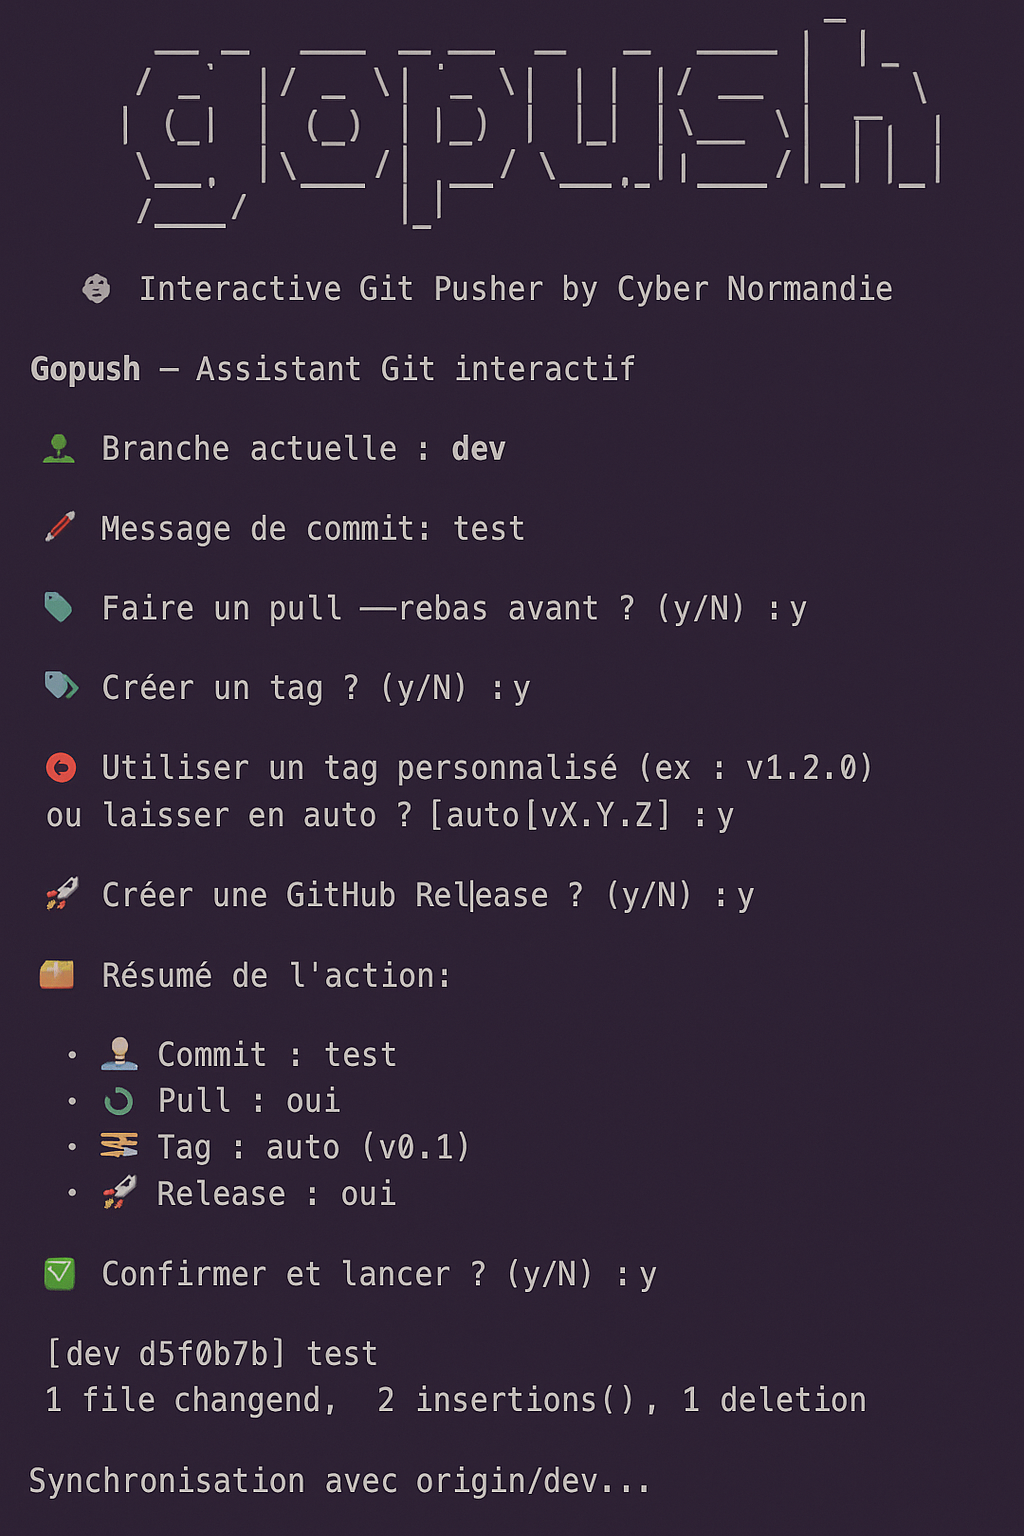 gopush
Interactive Git Pusher by Cyber Normandie
Gopush — Assistant Git interactif
Branche actuelle : dev
Message de commit: test
Faire un pull ——rebas avant ? (y/N) :y
Créer un tag ? (y/N) :y
Utiliser un tag personnalisé (ex : v1.2.0)
ou laisser en auto ? [auto[vX.Y.Z] :y
Créer une GitHub Rel|ease ? (y/N) :y
Résumé de l'action:
• Commit : test
• Pull : oui
• Tag : auto (v0.1)
• Release : oui
Confirmer et lancer ? (y/N) :y
[dev d5f0b7b] test
1 file changend, 2 insertions(), 1 deletion
Synchronisation avec origin/dev...